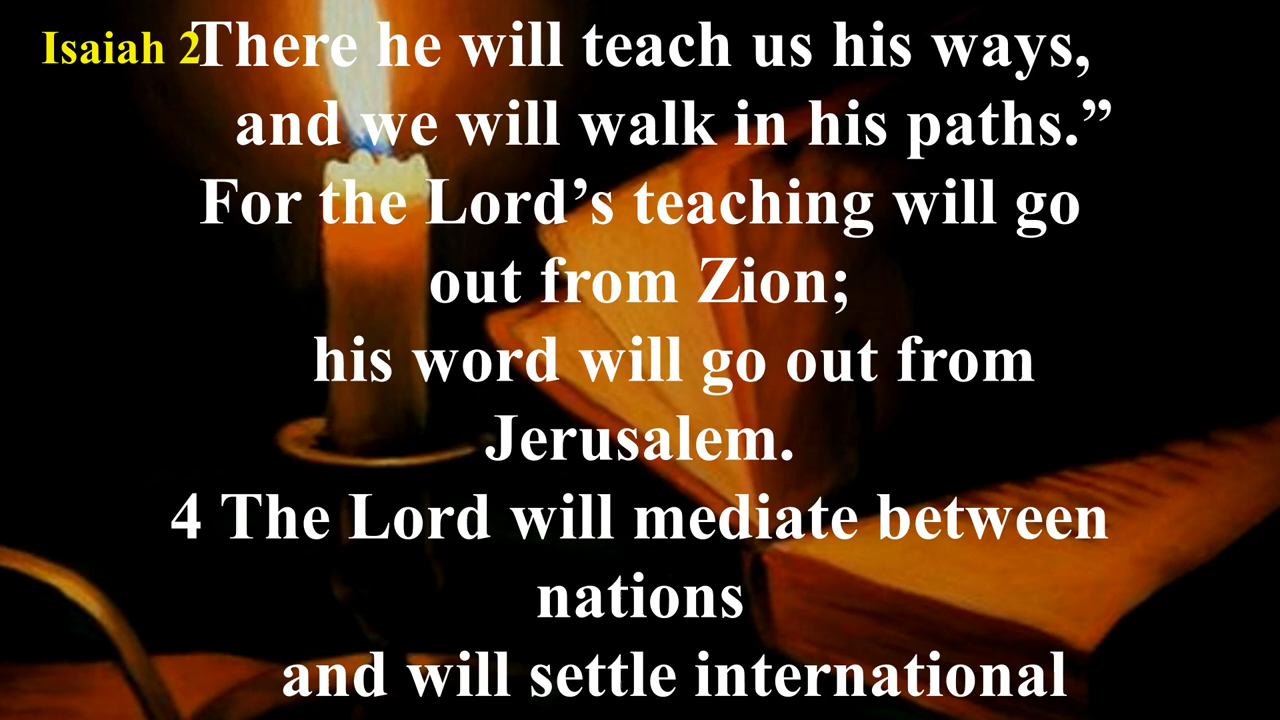 Isaiah 2
There he will teach us his ways,
and we will walk in his paths.”
For the Lord’s teaching will go
out from Zion;
his word will go out from
Jerusalem.
4 The Lord will mediate between
nations
and will settle international